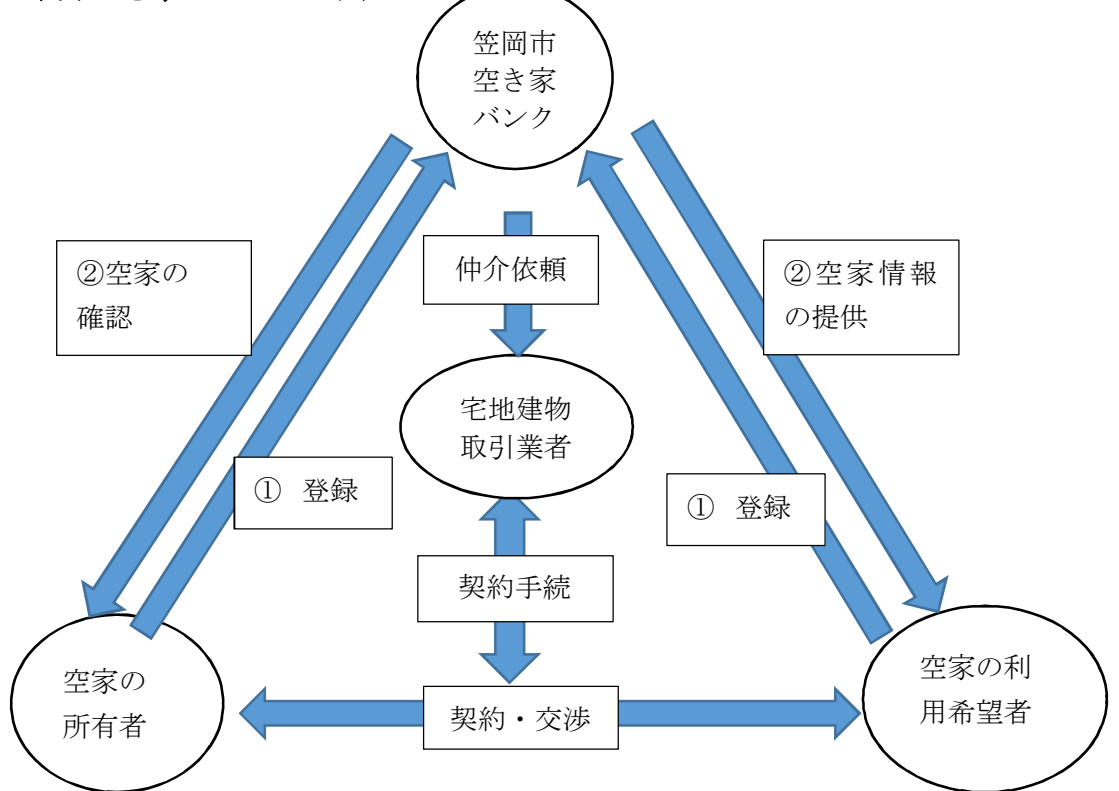 笠岡市
空き家
バンク
②空家の
確認
仲介依頼
②空家情報
の提供
宅地建物
取引業者
① 登録
① 登録
契約手続
空家の
所有者
契約・交渉
空家の利
用希望者